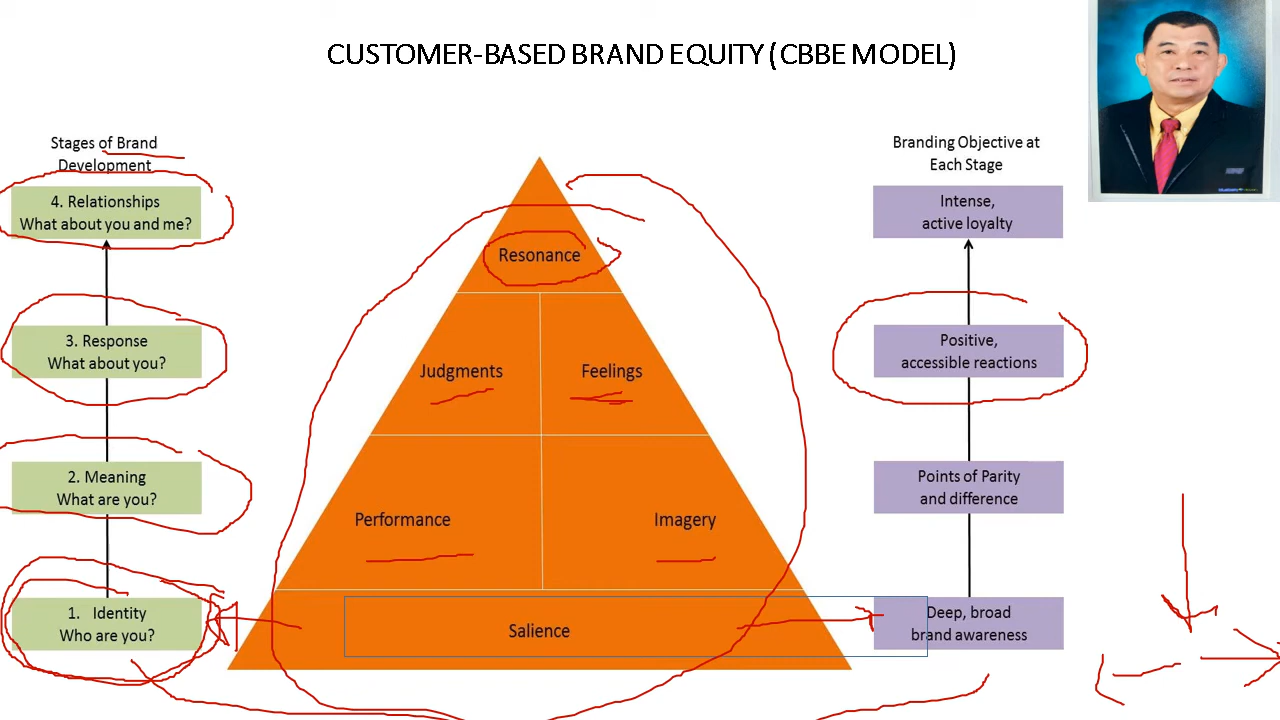 CUSTOMER-BASED BRAND EQUITY (CBBE MODEL)
Stages of Brand
Development
4. Relationships
What about you and me?
3. Response
What about you?
2. Meaning
What are you?
1. Identity
Who are you?
Resonance
Judgments
Feelings
Performance
Imagery
Salience
Branding Objective at
Each Stage
Intense,
active loyalty
Positive,
accessible reactions
Points of Parity
and difference
Deep, broad
brand awareness